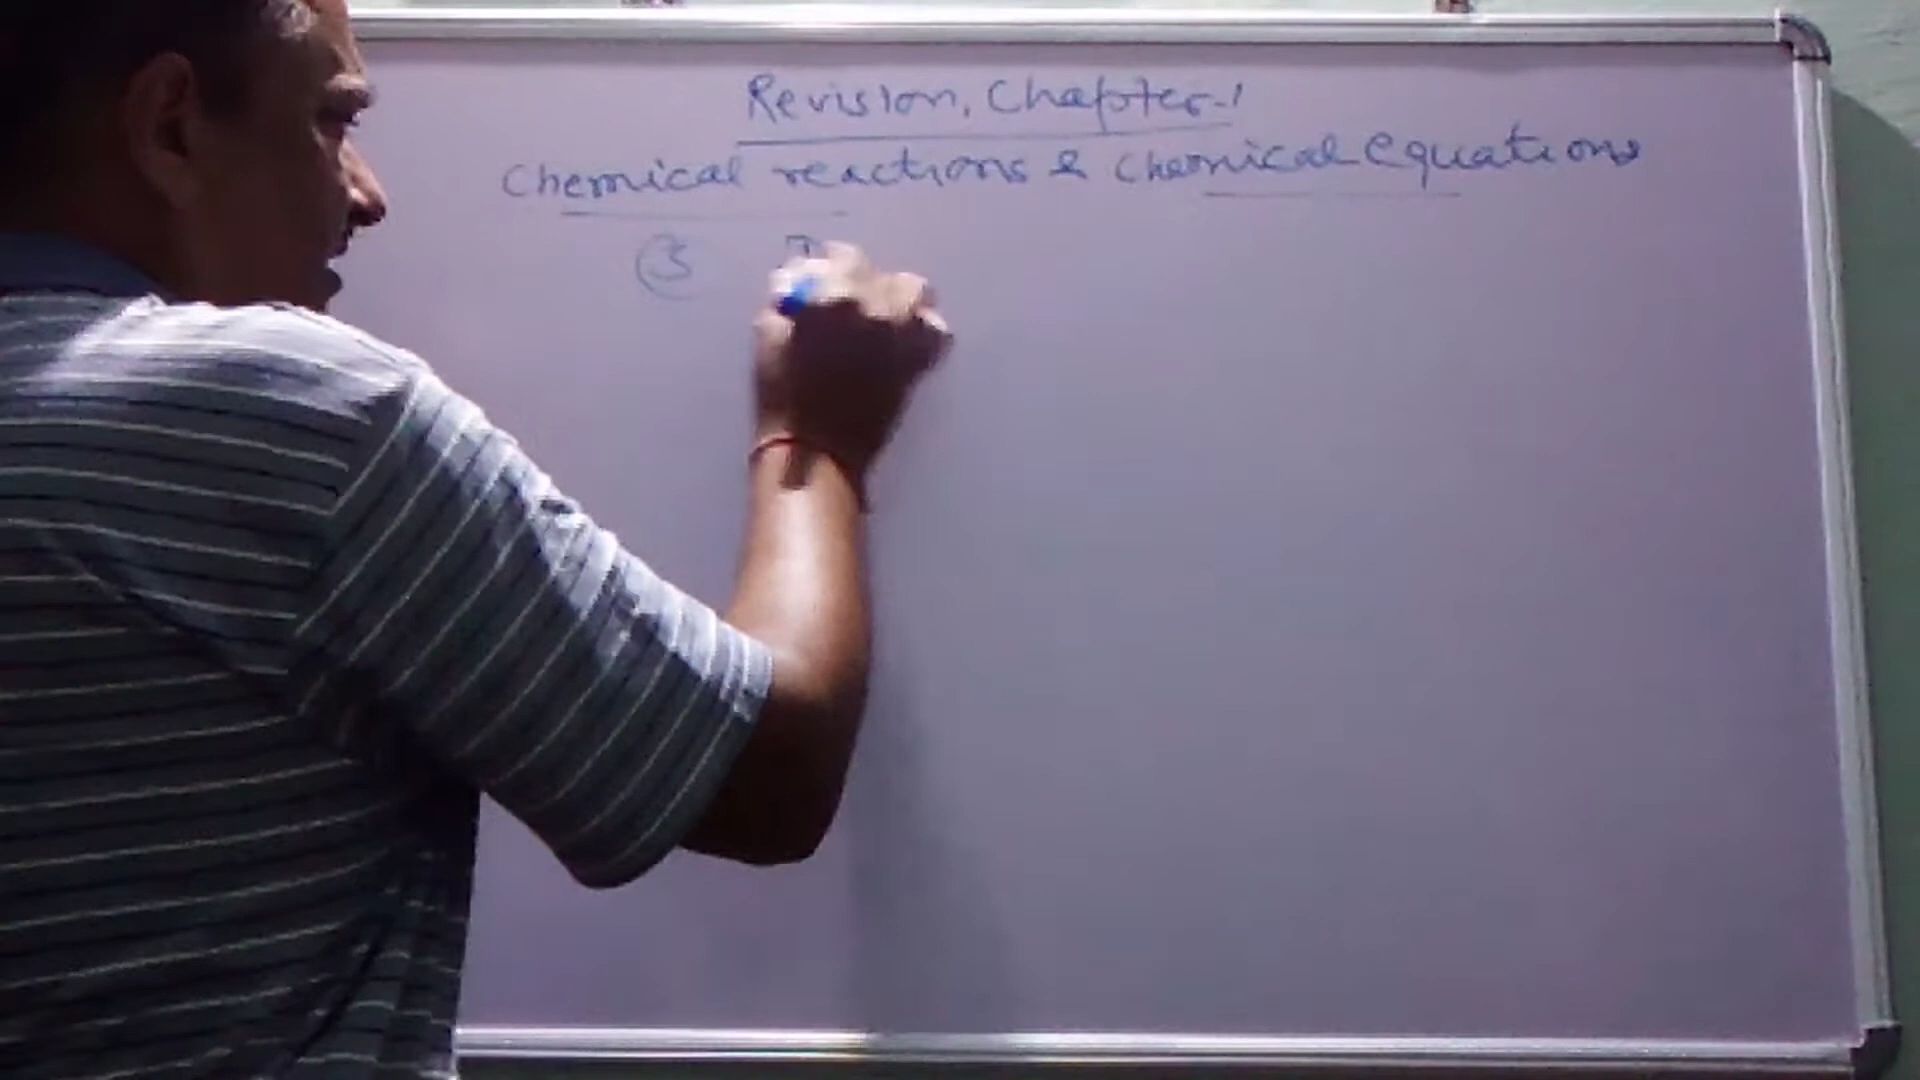 Revision, Chapter-1
Chemical reactions & Chemical equations
③